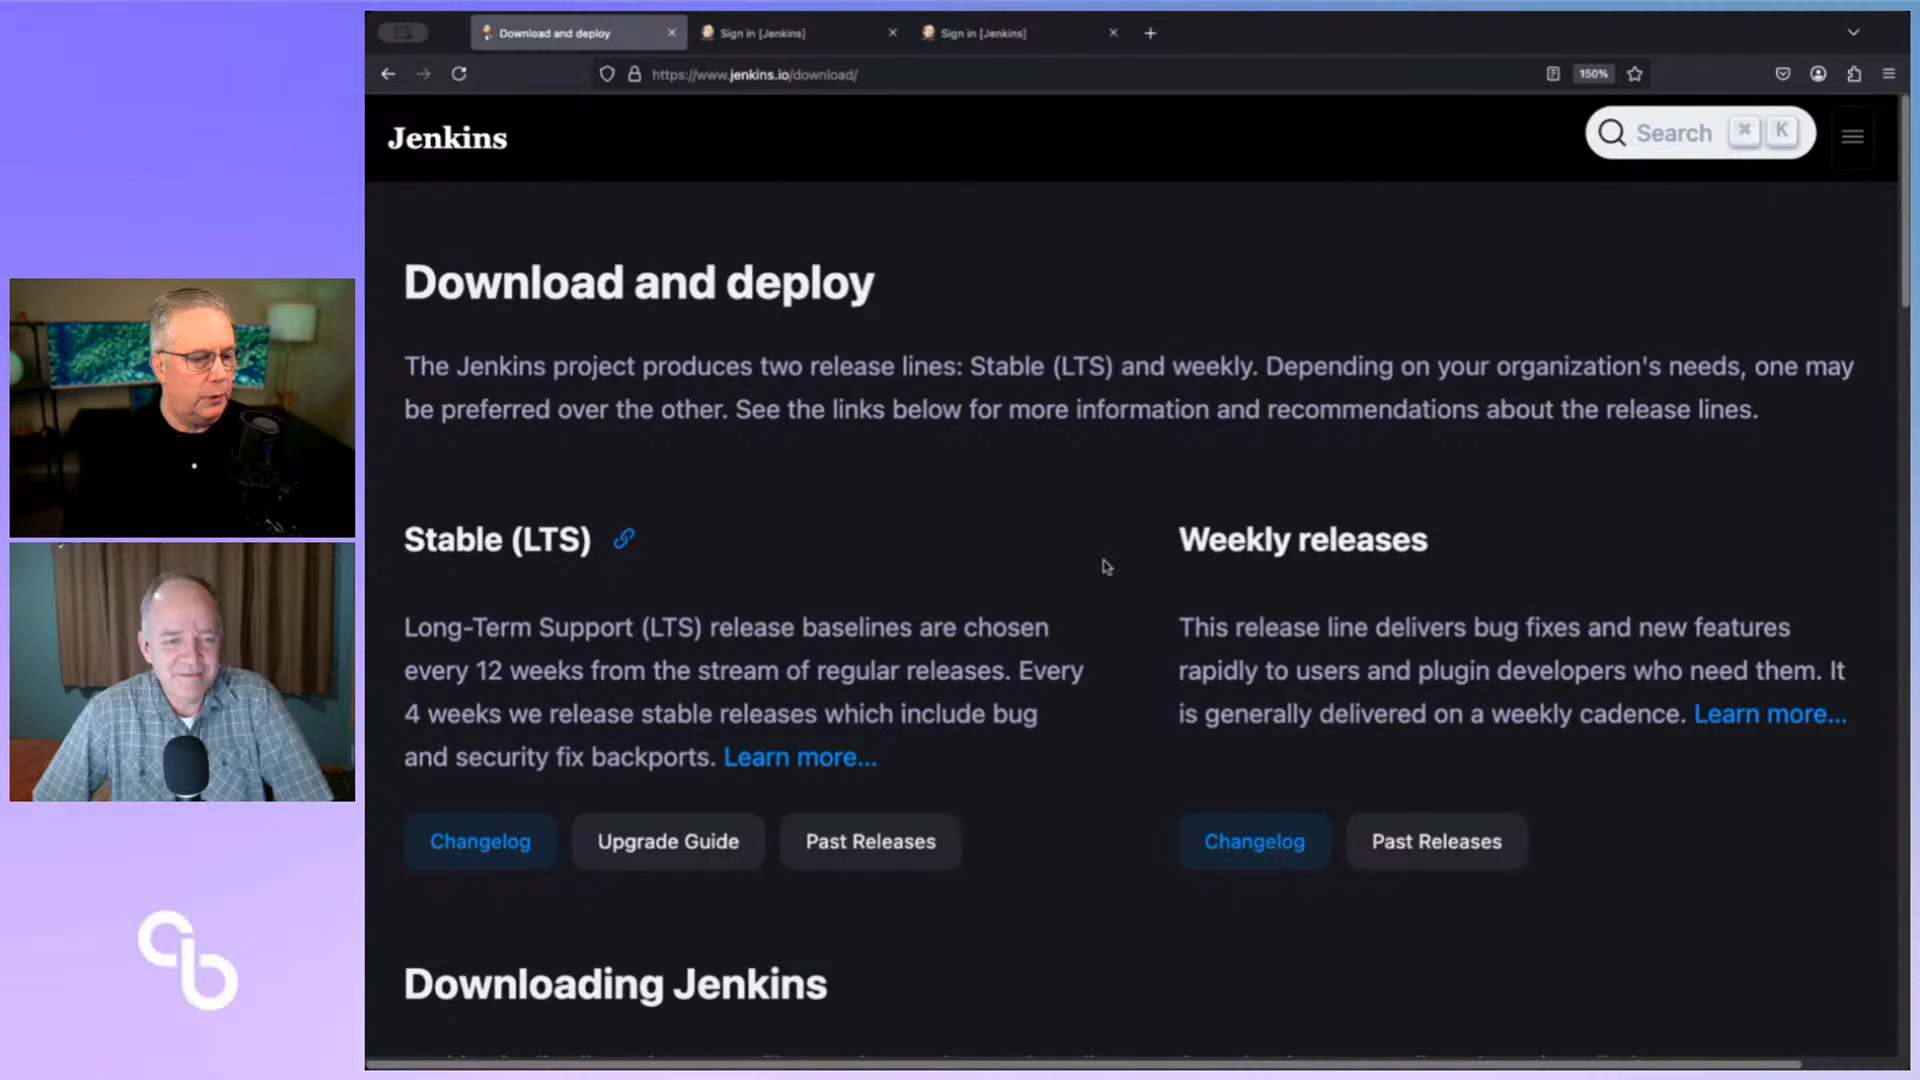 Download and deploy
Sign in [Jenkins]
Sign in [Jenkins]
https://www.jenkins.io/download/
150%
Jenkins
Search ⌘ K
Download and deploy
The Jenkins project produces two release lines: Stable (LTS) and weekly. Depending on your organization's needs, one may
be preferred over the other. See the links below for more information and recommendations about the release lines.
Stable (LTS)
Long-Term Support (LTS) release baselines are chosen
every 12 weeks from the stream of regular releases. Every
4 weeks we release stable releases which include bug
and security fix backports. Learn more...
Changelog
Upgrade Guide
Past Releases
Weekly releases
This release line delivers bug fixes and new features
rapidly to users and plugin developers who need them. It
is generally delivered on a weekly cadence. Learn more...
Changelog
Past Releases
Downloading Jenkins